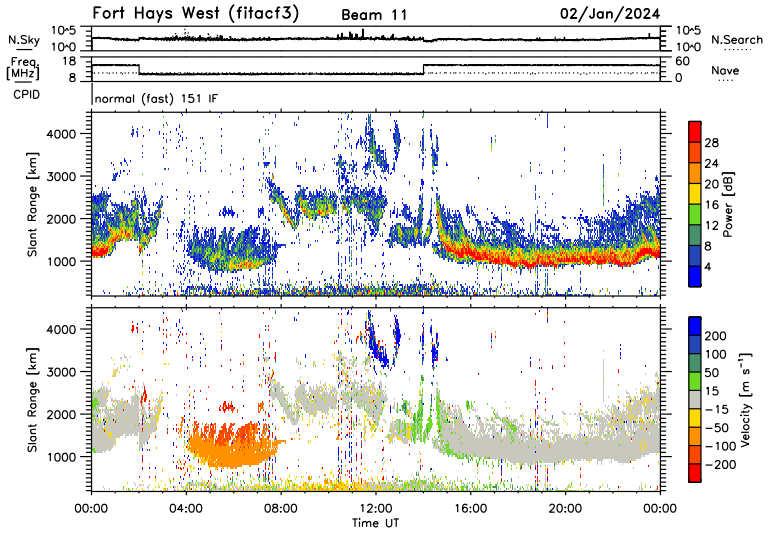 Fort Hays West (fitacf3) Beam 11 02/Jan/2024
N.Sky 10^5 10^0 10^5 10^0 N.Search
Freq. [MHz] 18 8 60 0 Nave
CPID normal (fast) 151 IF
4000
3000
2000
1000
Slant Range [km]
28
24
20
16
12
8
4
Power [dB]
4000
3000
2000
1000
Slant Range [km]
200
100
50
15
−15
−50
−100
−200
Velocity [m s⁻¹]
00:00 04:00 08:00 12:00 16:00 20:00 00:00
Time UT